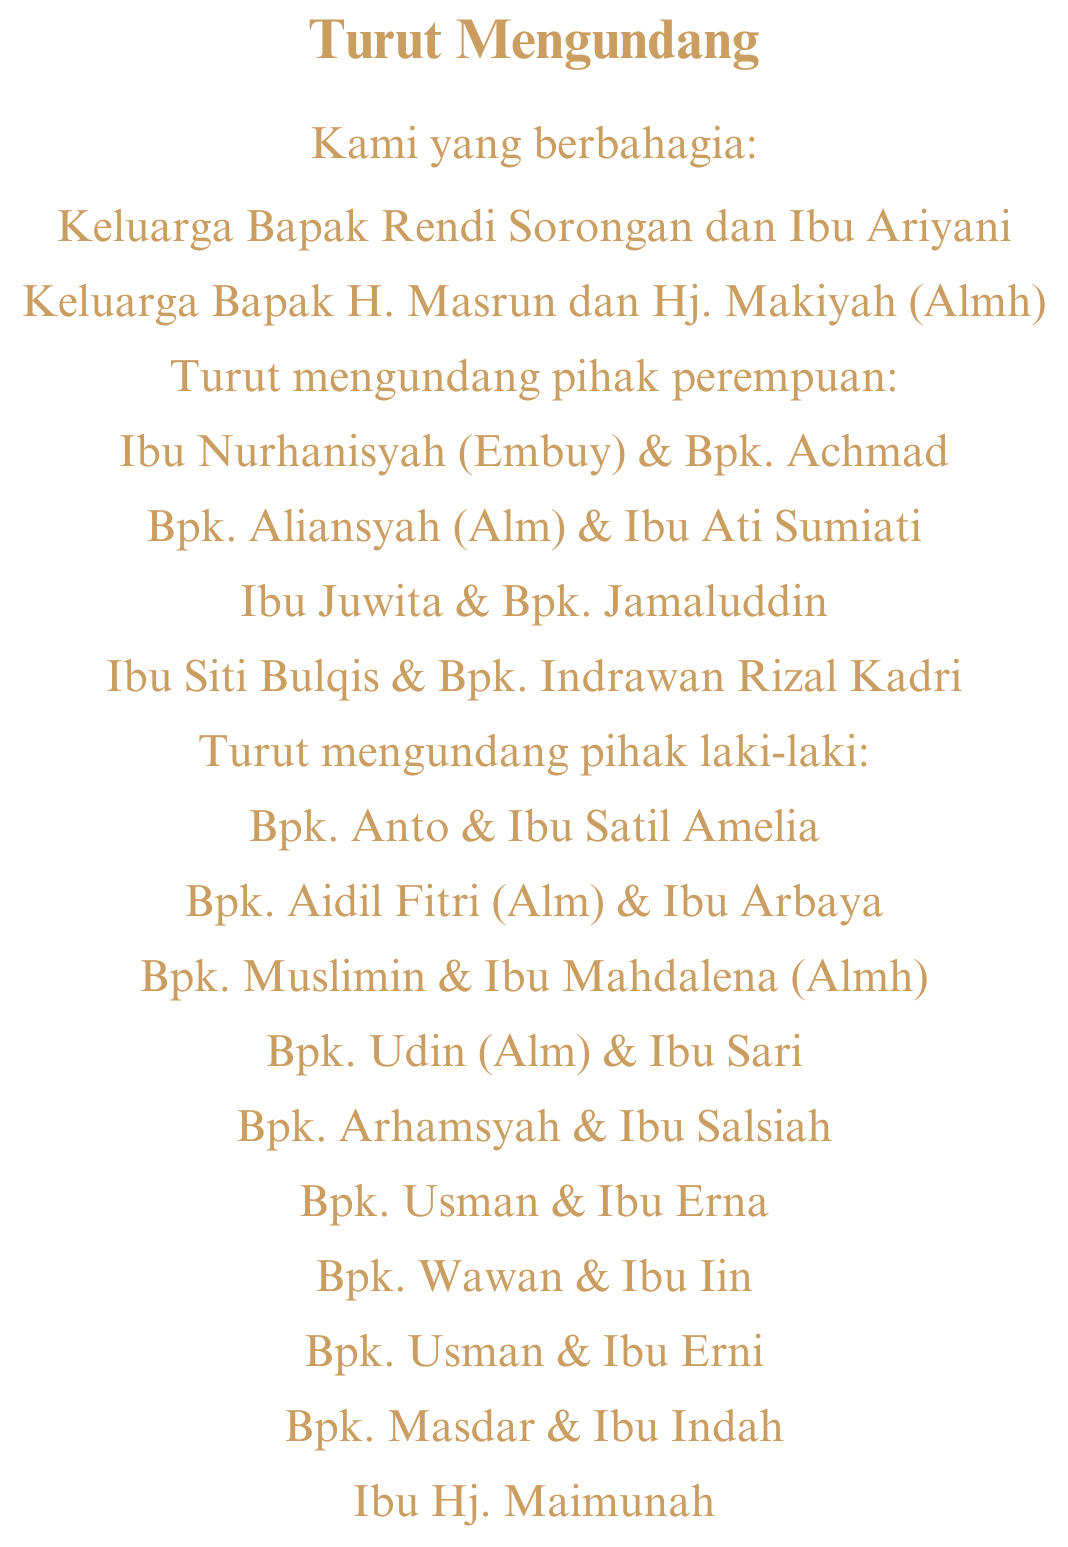 Turut Mengundang
Kami yang berbahagia:
Keluarga Bapak Rendi Sorongan dan Ibu Ariyani
Keluarga Bapak H. Masrun dan Hj. Makiyah (Almh)
Turut mengundang pihak perempuan:
Ibu Nurhanisyah (Embuy) & Bpk. Achmad
Bpk. Aliansyah (Alm) & Ibu Ati Sumiati
Ibu Juwita & Bpk. Jamaluddin
Ibu Siti Bulqis & Bpk. Indrawan Rizal Kadri
Turut mengundang pihak laki-laki:
Bpk. Anto & Ibu Satil Amelia
Bpk. Aidil Fitri (Alm) & Ibu Arbaya
Bpk. Muslimin & Ibu Mahdalena (Almh)
Bpk. Udin (Alm) & Ibu Sari
Bpk. Arhamsyah & Ibu Salsiah
Bpk. Usman & Ibu Erna
Bpk. Wawan & Ibu Iin
Bpk. Usman & Ibu Erni
Bpk. Masdar & Ibu Indah
Ibu Hj. Maimunah